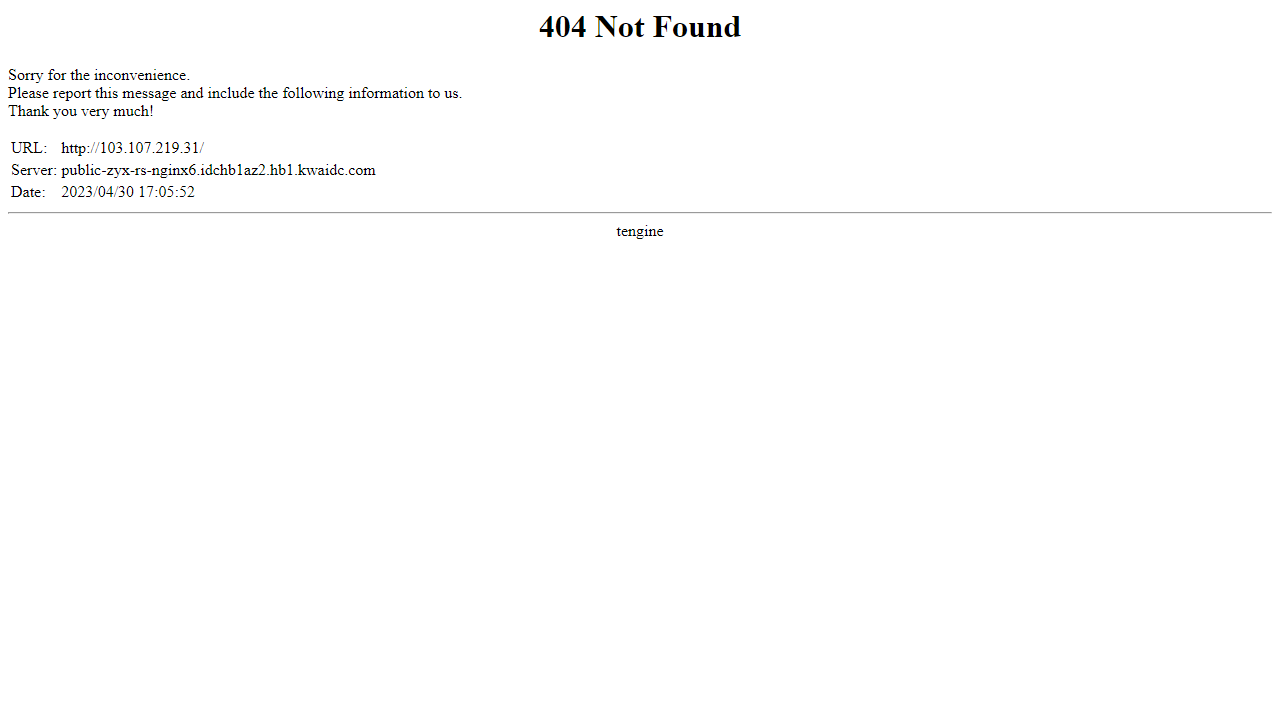 404 Not Found
Sorry for the inconvenience.
Please report this message and include the following information to us.
Thank you very much!
URL: http://103.107.219.31/
Server: public-zyx-rs-nginx6.idchb1az2.hb1.kwaidc.com
Date: 2023/04/30 17:05:52
tengine